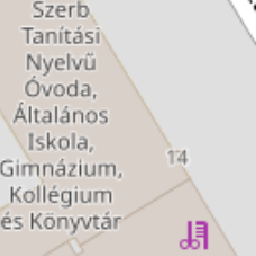 Szerb
Tanítási
Nyelvű
Óvoda,
Általános
Iskola,
Gimnázium,
Kollégium
és Könyvtár
14